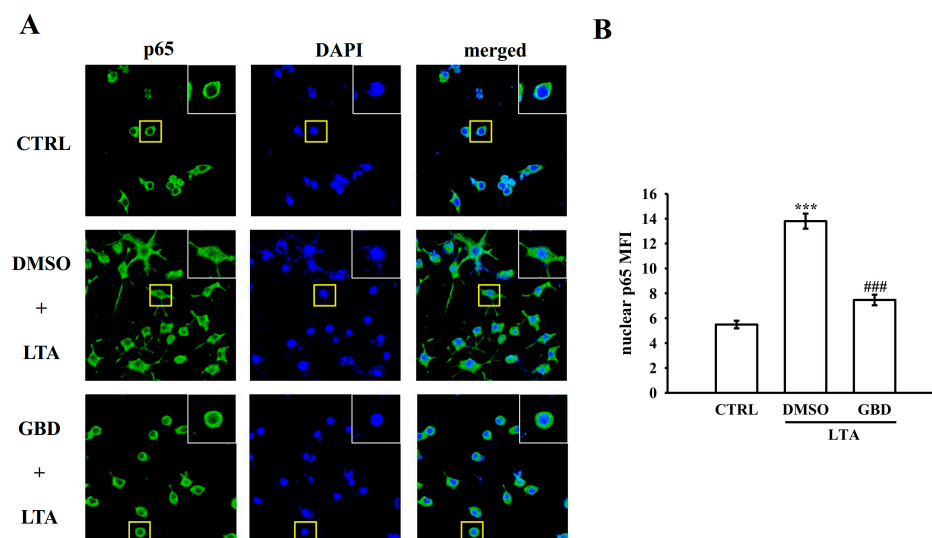 A
p65
DAPI
merged
CTRL
DMSO
+
LTA
GBD
+
LTA
B
nuclear p65 MFI
16
14
12
10
8
6
4
2
0
***
###
CTRL
DMSO
GBD
LTA